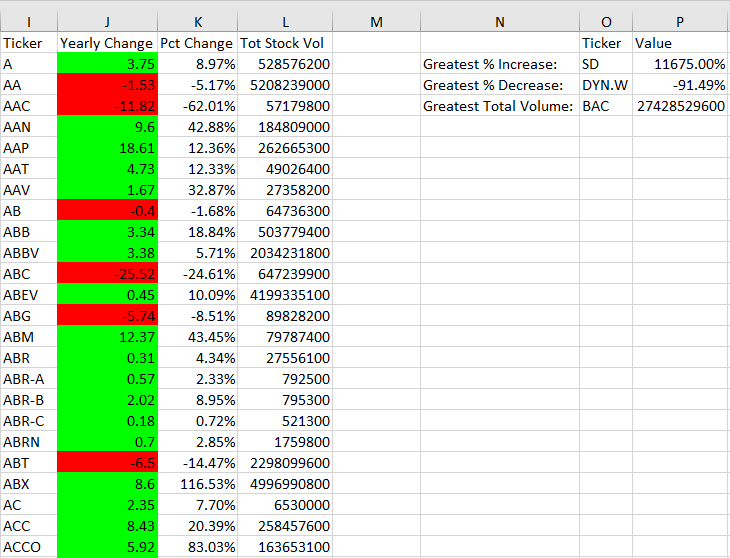 I J K L M N O P
Ticker Yearly Change Pct Change Tot Stock Vol Ticker Value
A 3.75 8.97% 528576200 Greatest % Increase: SD 11675.00%
AA -1.53 -5.17% 5208239000 Greatest % Decrease: DYN.W -91.49%
AAC -11.82 -62.01% 57179800 Greatest Total Volume: BAC 27428529600
AAN 9.6 42.88% 184809000
AAP 18.61 12.36% 262665300
AAT 4.73 12.33% 49026400
AAV 1.67 32.87% 27358200
AB -0.4 -1.68% 64736300
ABB 3.34 18.84% 503779400
ABBV 3.38 5.71% 2034231800
ABC -25.52 -24.61% 647239900
ABEV 0.45 10.09% 4199335100
ABG -5.74 -8.51% 89828200
ABM 12.37 43.45% 79787400
ABR 0.31 4.34% 27556100
ABR-A 0.57 2.33% 792500
ABR-B 2.02 8.95% 795300
ABR-C 0.18 0.72% 521300
ABRN 0.7 2.85% 1759800
ABT -6.5 -14.47% 2298099600
ABX 8.6 116.53% 4996990800
AC 2.35 7.70% 6530000
ACC 8.43 20.39% 258457600
ACCO 5.92 83.03% 163653100